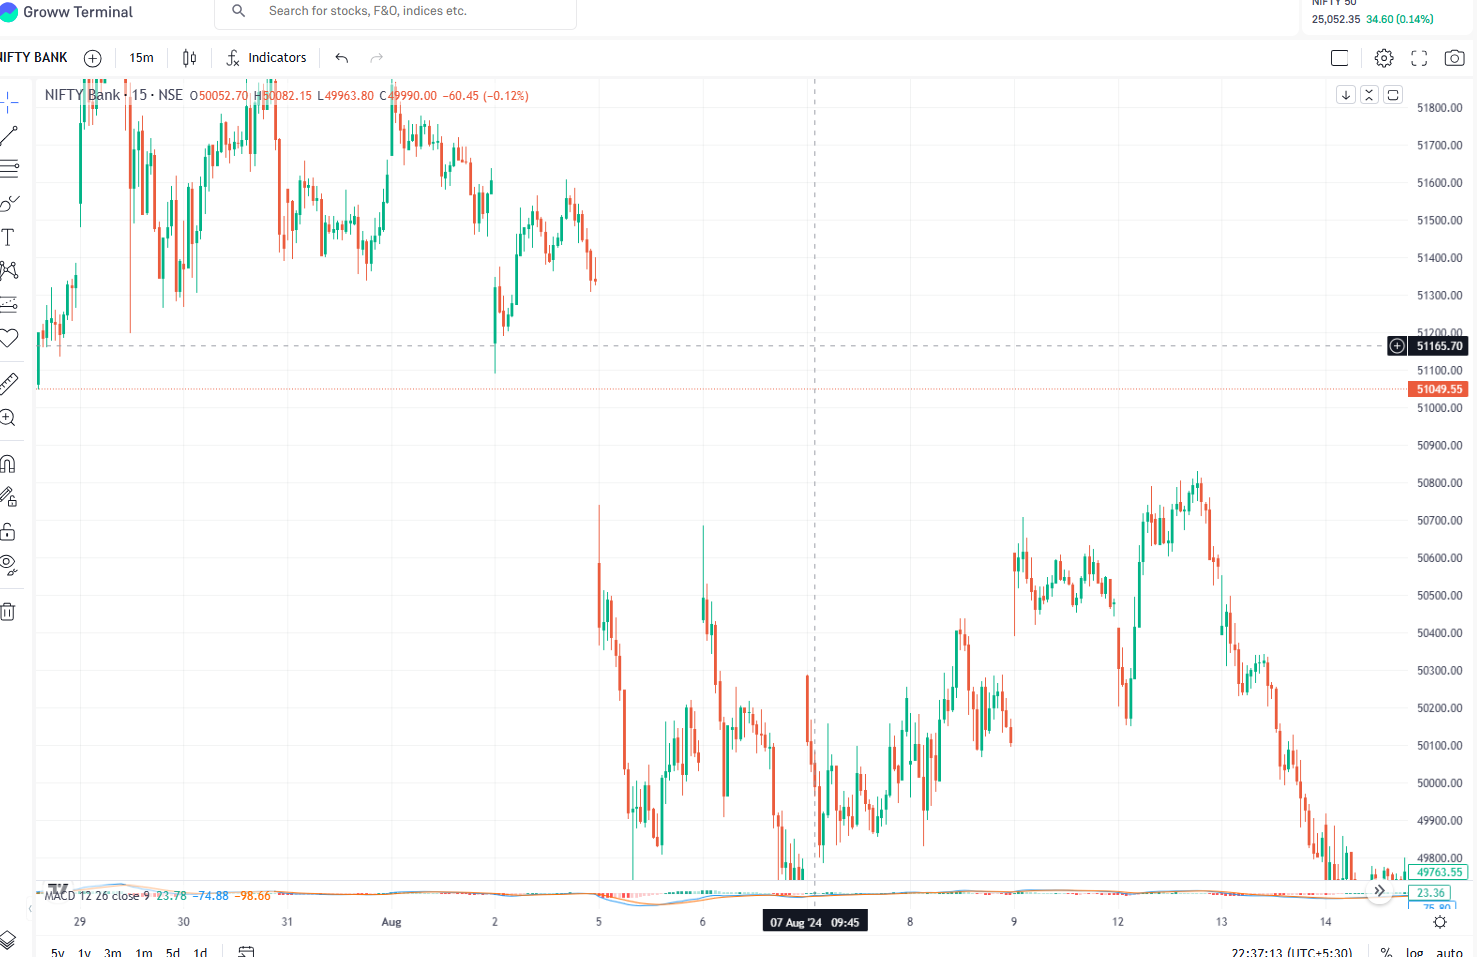 Groww Terminal
Search for stocks, F&O, indices etc.
NIFTY 50
25,052.35 34.60 (0.14%)
NIFTY BANK 15m Indicators
NIFTY Bank · 15 · NSE O50052.70 H50082.15 L49963.80 C49990.00 −60.45 (−0.12%)
51800.00
51700.00
51600.00
51500.00
51400.00
51300.00
51200.00
51165.70
51100.00
51049.55
51000.00
50900.00
50800.00
50700.00
50600.00
50500.00
50400.00
50300.00
50200.00
50100.00
50000.00
49900.00
49800.00
49763.55
MACD 12 26 close 9 23.78 −74.88 −98.66
23.36
−75.80
29 30 31 Aug 2 5 6 07 Aug '24 09:45 8 9 12 13 14
5y 1y 3m 1m 5d 1d
22:37:13 (UTC+5:30) % log auto